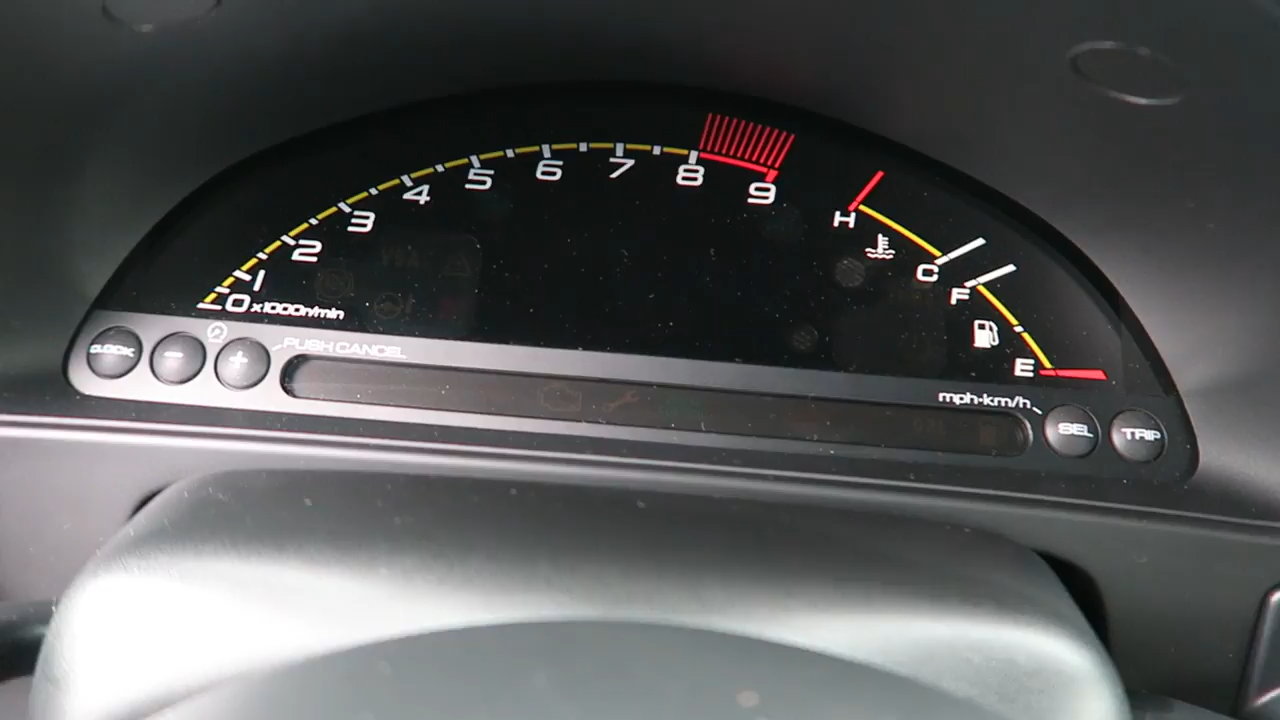 0
1
2
3
4
5
6
7
8
9
x1000r/min
H
C
F
E
CLOCK
-
+
PUSH CANCEL
mph·km/h
SEL
TRIP